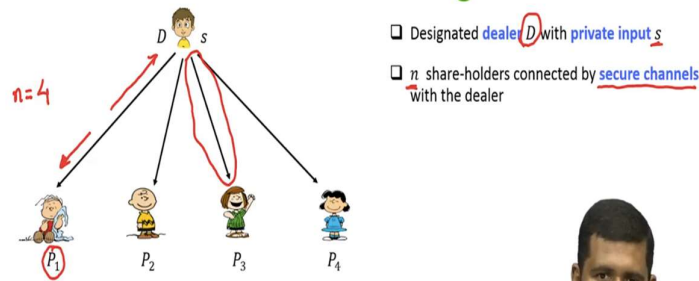 D s
n=4
P1 P2 P3 P4
❑ Designated dealer D with private input s
❑ n share-holders connected by secure channels
with the dealer